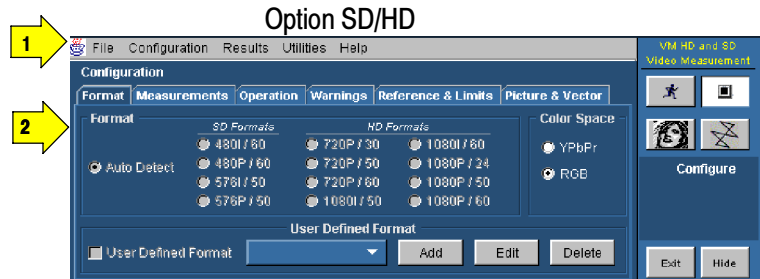 Option SD/HD
1
File Configuration Results Utilities Help
VM HD and SD
Video Measurement
Configuration
Format Measurements Operation Warnings Reference & Limits Picture & Vector
2
Format
SD Formats HD Formats
Color Space
480I / 60 720P / 30 1080I / 60
YPbPr
Auto Detect
480P / 60 720P / 50 1080P / 24
RGB
576I / 50 720P / 60 1080P / 50
576P / 50 1080I / 50 1080P / 60
Configure
User Defined Format
User Defined Format Add Edit Delete
Exit Hide